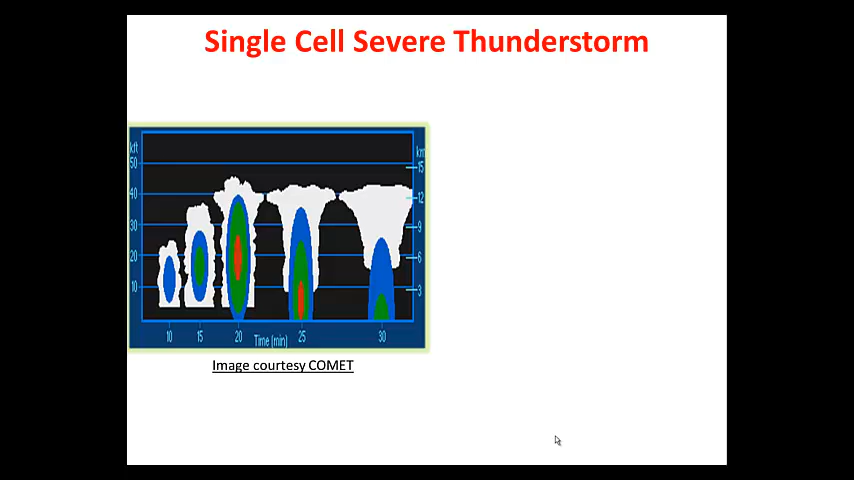 Single Cell Severe Thunderstorm
kft
km
50
15
40
12
30
9
20
6
10
3
10 15 20 25 30
Time (min)
Image courtesy COMET